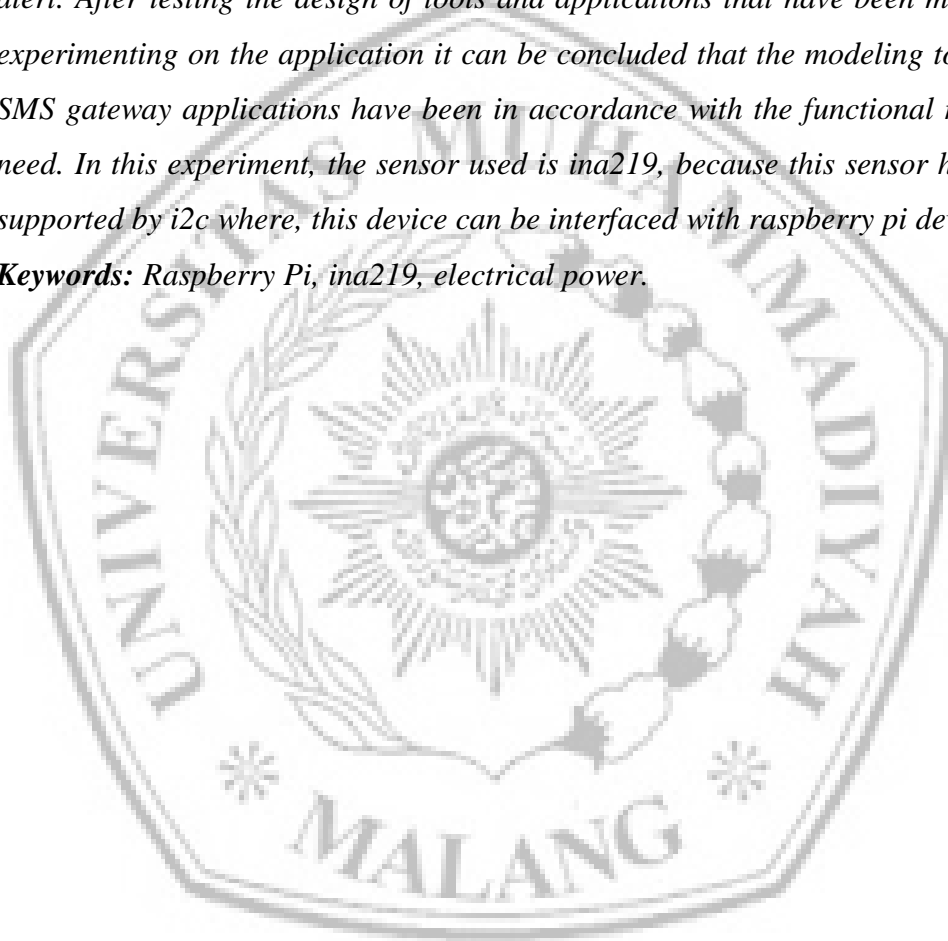 alert. After testing the design of tools and applications that have been
experimenting on the application it can be concluded that the modeling
SMS gateway applications have been in accordance with the functional
need. In this experiment, the sensor used is ina219, because this sensor
supported by i2c where, this device can be interfaced with raspberry pi
Keywords: Raspberry Pi, ina219, electrical power.
UNIVERSITAS MUHAMMADIYAH
MALANG